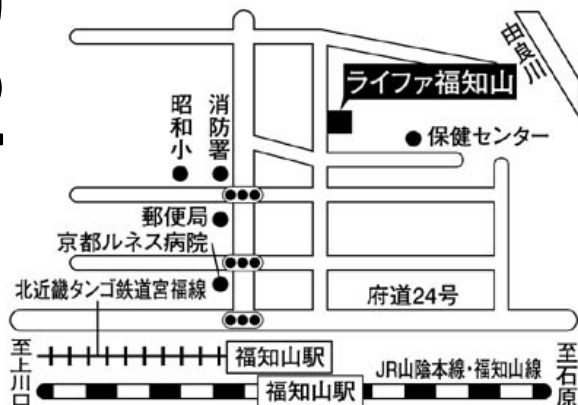 由良川
ライファ福知山
昭和小
消防署
保健センター
郵便局
京都ルネス病院
北近畿タンゴ鉄道宮福線
府道24号
至上川口
福知山駅
JR山陰本線・福知山線
福知山駅
至石原